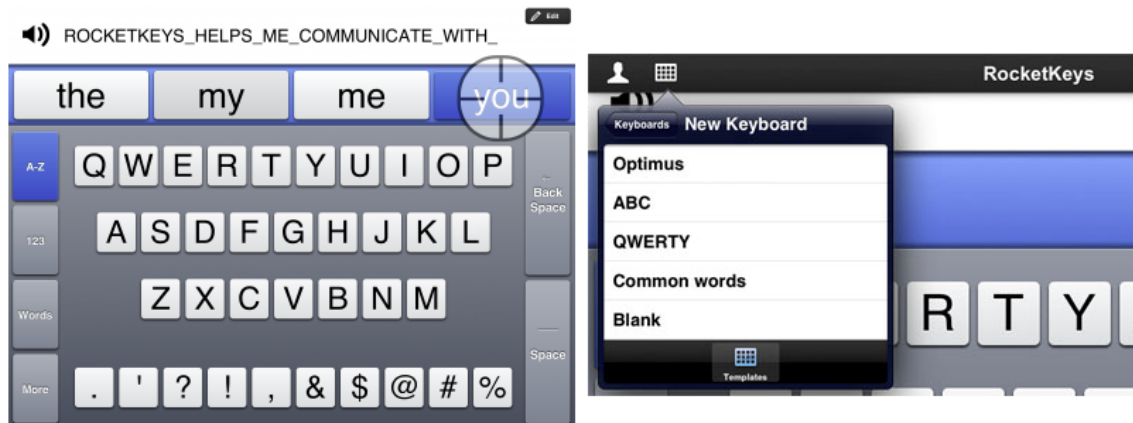 Edit
ROCKETKEYS_HELPS_ME_COMMUNICATE_WITH_
the my me you
A-Z
Q W E R T Y U I O P
Back
Space
123
A S D F G H J K L
Words
Z X C V B N M
Space
More
. ' ? ! , & $ @ # %
RocketKeys
Keyboards New Keyboard
Optimus
ABC
QWERTY
Common words
Blank
Templates
R T Y